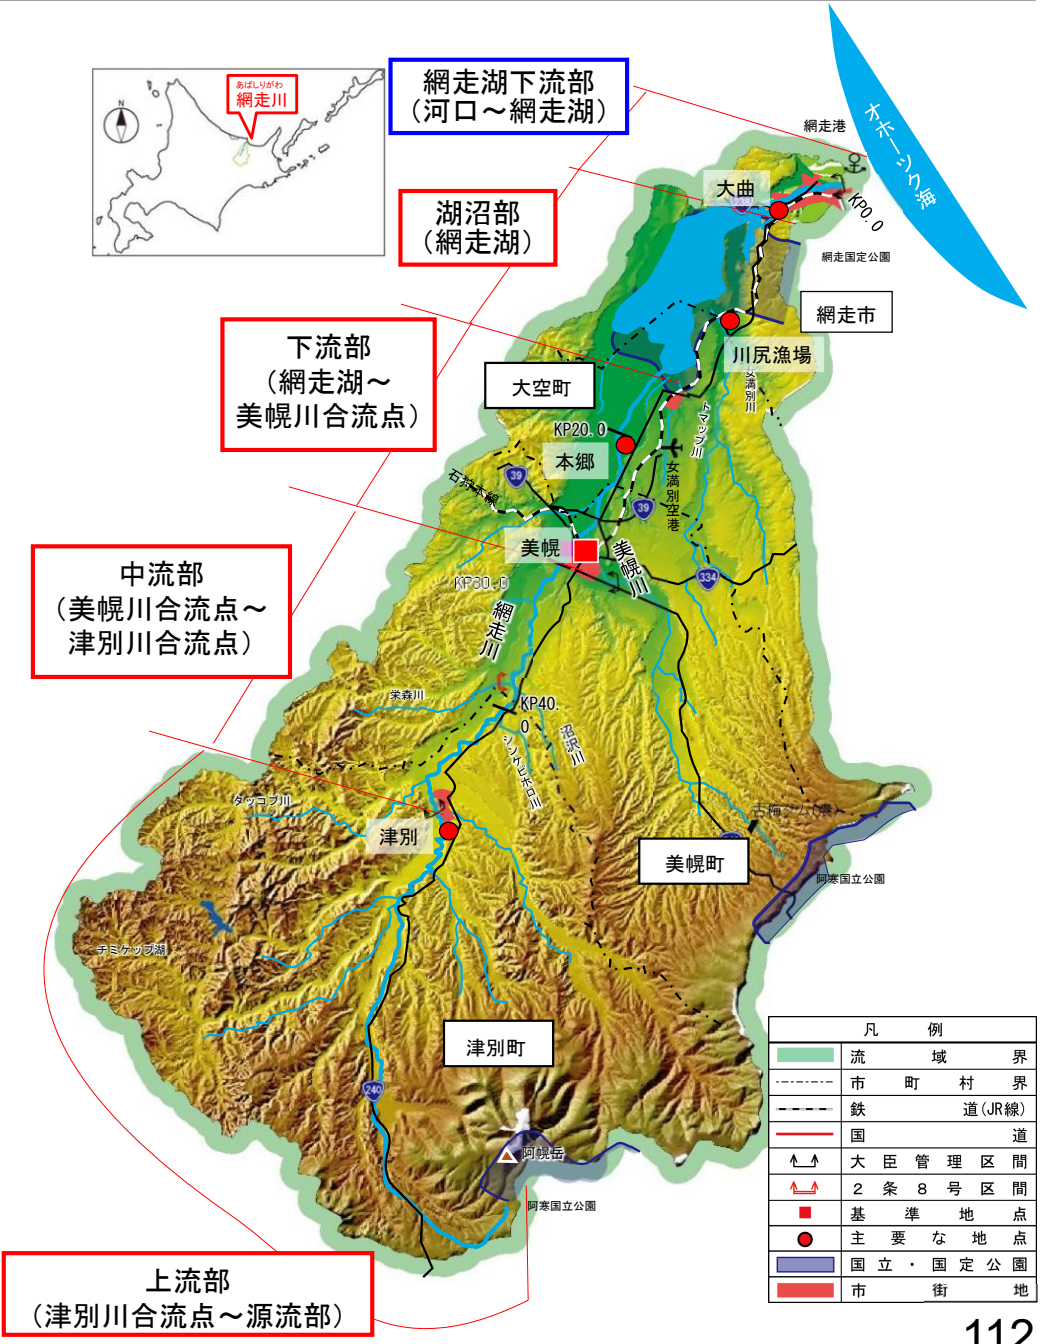 網走湖下流部
（河口～網走湖）
あばしりがわ
網走川
N
オホーツク海
網走港
大曲
KP0.0
湖沼部
（網走湖）
網走国定公園
網走市
下流部
（網走湖～
美幌川合流点）
川尻漁場
大空町
女満別川
トマップ川
KP20.0
本郷
石狩本線
39
女満別空港
39
美幌
美幌川
334
中流部
（美幌川合流点～
津別川合流点）
KP30.0
網走川
栄森川
KP40.
0
シンケピホロ川
沼沢川
タッコブ川
古梅ダム(農)
津別
美幌町
阿寒国立公園
チミケップ湖
津別町
240
阿幌岳
阿寒国立公園
上流部
（津別川合流点～源流部）
凡例
流域界
市町村界
鉄道(JR線)
国道
大臣管理区間
２条８号区間
基準地点
主要な地点
国立・国定公園
市街地
112